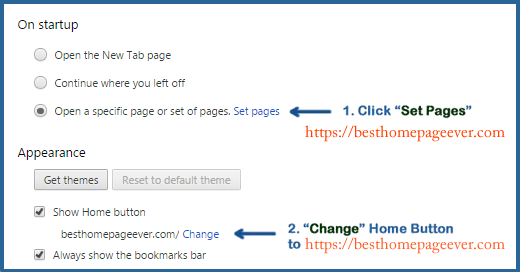 On startup
Open the New Tab page
Continue where you left off
Open a specific page or set of pages. Set pages
1. Click “Set Pages”
https://besthomepageever.com
Appearance
Get themes
Reset to default theme
Show Home button
besthomepageever.com/ Change
2. “Change” Home Button
to https://besthomepageever.com
Always show the bookmarks bar